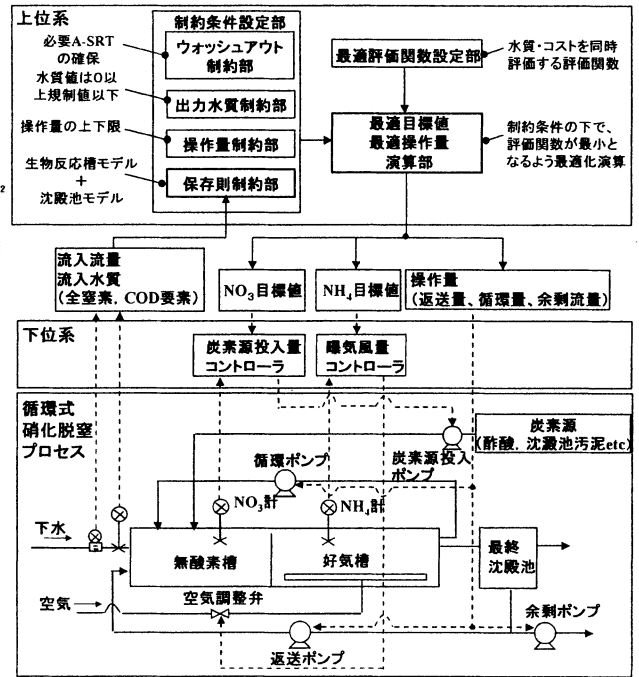 上位系
制約条件設定部
必要A-SRT
の確保
ウォッシュアウト
制約部
水質値は0以
上規制値以下
出力水質制約部
操作量の上下限
操作量制約部
生物反応槽モデル
+
沈殿池モデル
保存則制約部
最適評価関数設定部
水質・コストを同時
評価する評価関数
最適目標値
最適操作量
演算部
制約条件の下で、
評価関数が最小と
なるよう最適化演算
2
流入流量
流入水質
(全窒素, COD要素)
NO3目標値
NH4目標値
操作量
(返送量、循環量、余剰流量)
下位系
炭素源投入量
コントローラ
曝気風量
コントローラ
循環式
硝化脱窒
プロセス
炭素源
(酢酸, 沈殿池汚泥etc)
炭素源投入
ポンプ
循環ポンプ
NO3計
NH4計
下水
無酸素槽
好気槽
最終
沈殿池
空気
空気調整弁
余剰ポンプ
返送ポンプ